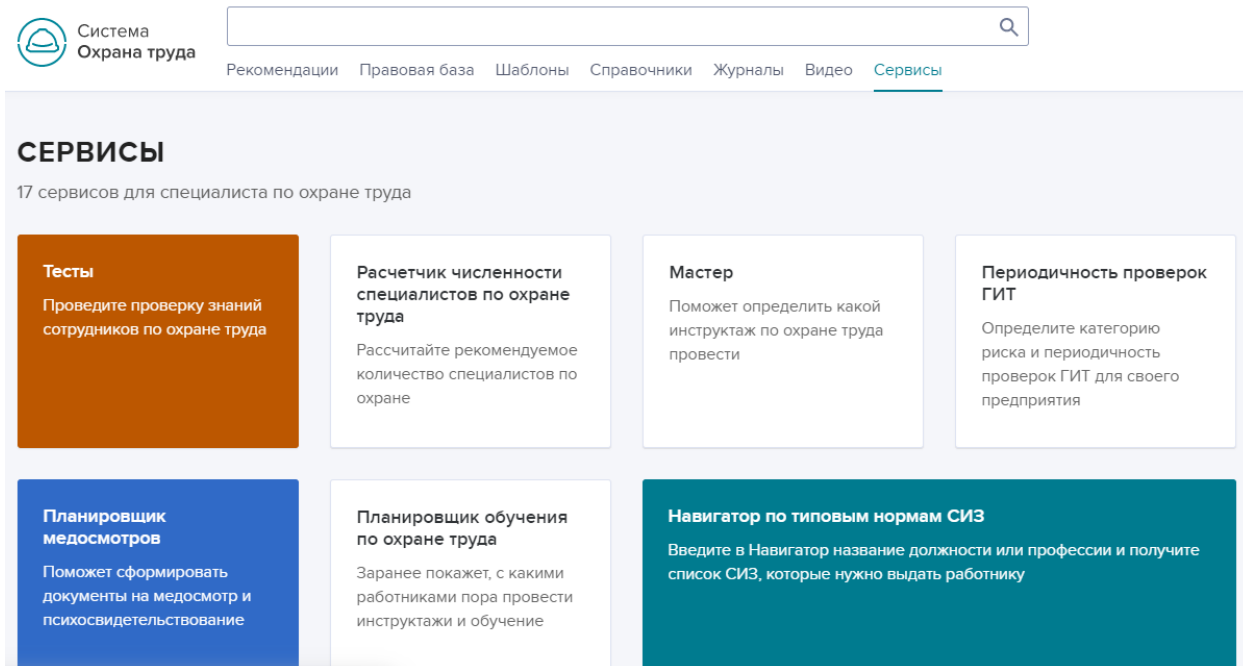 Система
Охрана труда
Рекомендации Правовая база Шаблоны Справочники Журналы Видео Сервисы
СЕРВИСЫ
17 сервисов для специалиста по охране труда
Тесты
Проведите проверку знаний
сотрудников по охране труда
Расчетчик численности
специалистов по охране
труда
Рассчитайте рекомендуемое
количество специалистов по
охране
Мастер
Поможет определить какой
инструктаж по охране труда
провести
Периодичность проверок
ГИТ
Определите категорию
риска и периодичность
проверок ГИТ для своего
предприятия
Планировщик
медосмотров
Поможет сформировать
документы на медосмотр и
психосвидетельствование
Планировщик обучения
по охране труда
Заранее покажет, с какими
работниками пора провести
инструктажи и обучение
Навигатор по типовым нормам СИЗ
Введите в Навигатор название должности или профессии и получите
список СИЗ, которые нужно выдать работнику